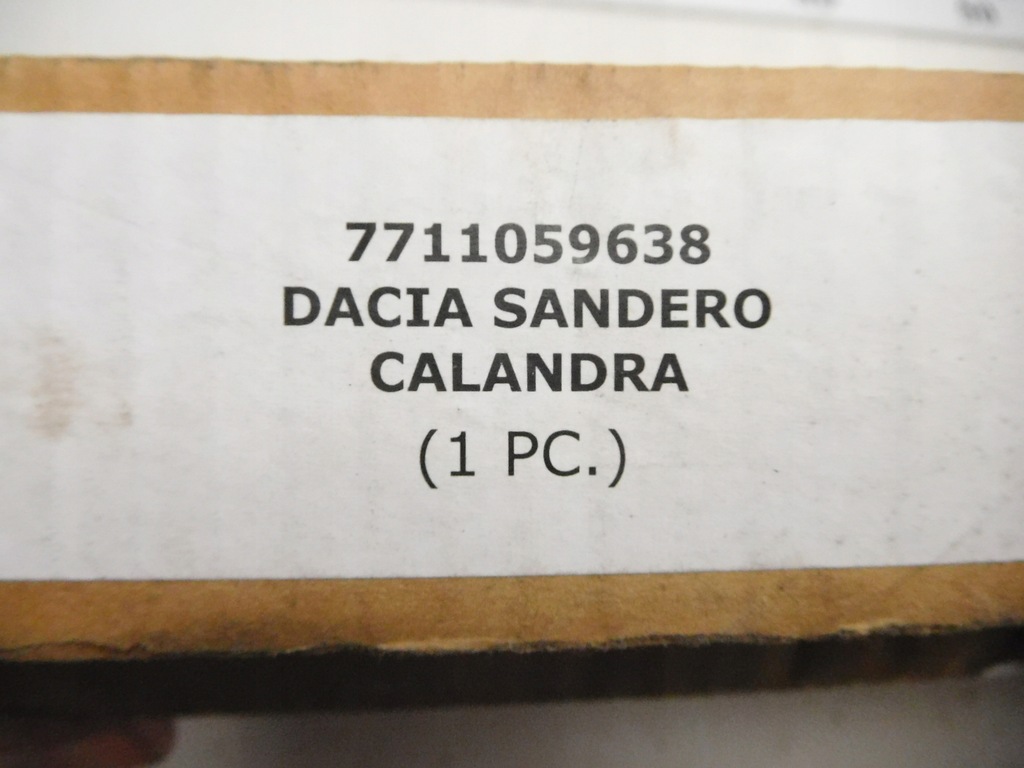 7711059638
DACIA SANDERO
CALANDRA
(1 PC.)